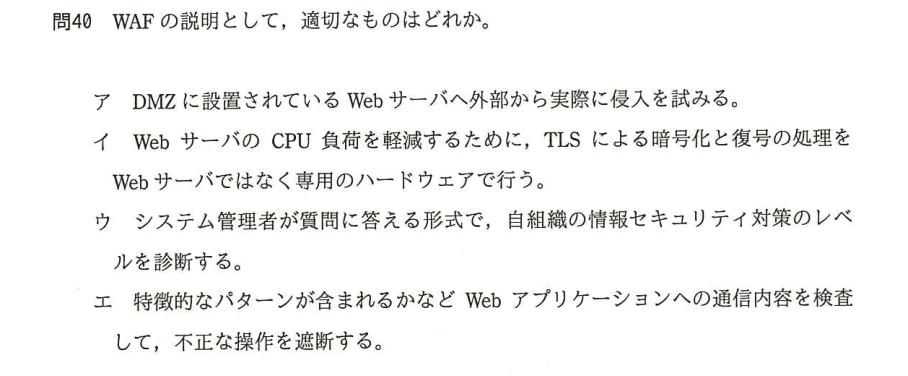 問40 WAF の説明として，適切なものはどれか。
ア DMZ に設置されている Web サーバへ外部から実際に侵入を試みる。
イ Web サーバの CPU 負荷を軽減するために，TLS による暗号化と復号の処理を
Web サーバではなく専用のハードウェアで行う。
ウ システム管理者が質問に答える形式で，自組織の情報セキュリティ対策のレベ
ルを診断する。
エ 特徴的なパターンが含まれるかなど Web アプリケーションへの通信内容を検査
して，不正な操作を遮断する。